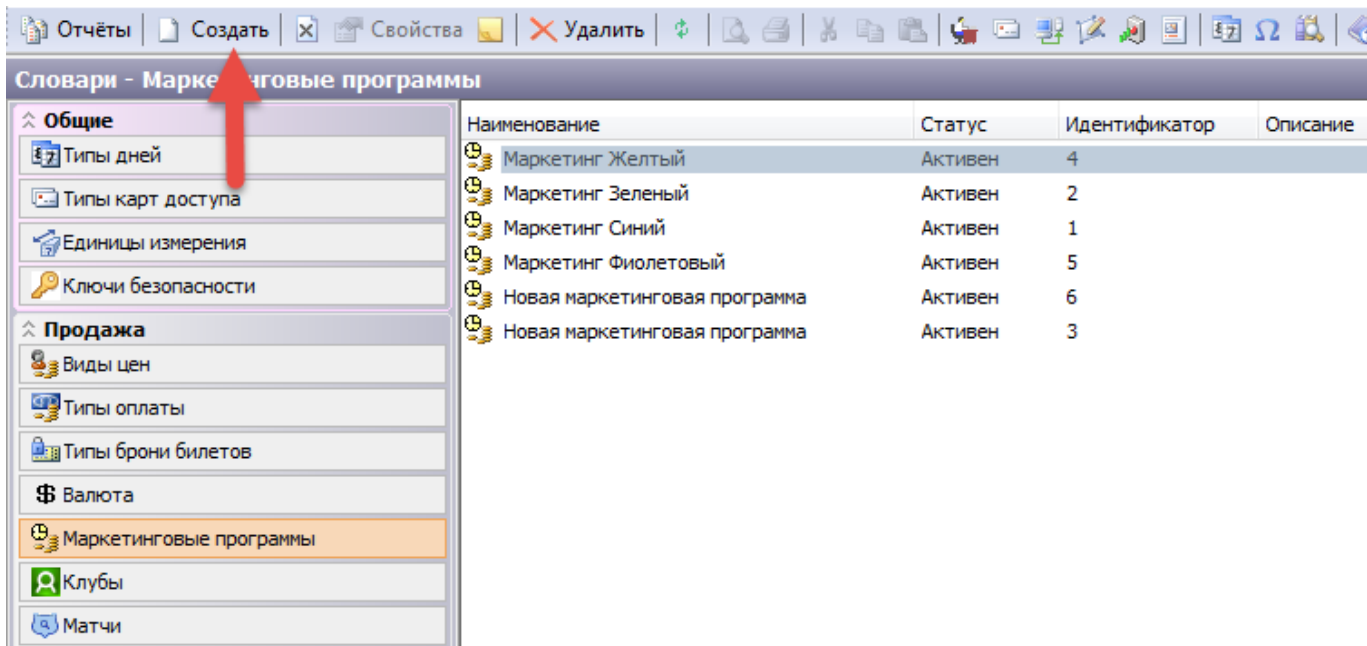 Отчёты Создать Свойства Удалить
Словари - Маркетинговые программы
Общие
Типы дней
Типы карт доступа
Единицы измерения
Ключи безопасности
Продажа
Виды цен
Типы оплаты
Типы брони билетов
Валюта
Маркетинговые программы
Клубы
Матчи
Наименование Статус Идентификатор Описание
Маркетинг Желтый Активен 4
Маркетинг Зеленый Активен 2
Маркетинг Синий Активен 1
Маркетинг Фиолетовый Активен 5
Новая маркетинговая программа Активен 6
Новая маркетинговая программа Активен 3